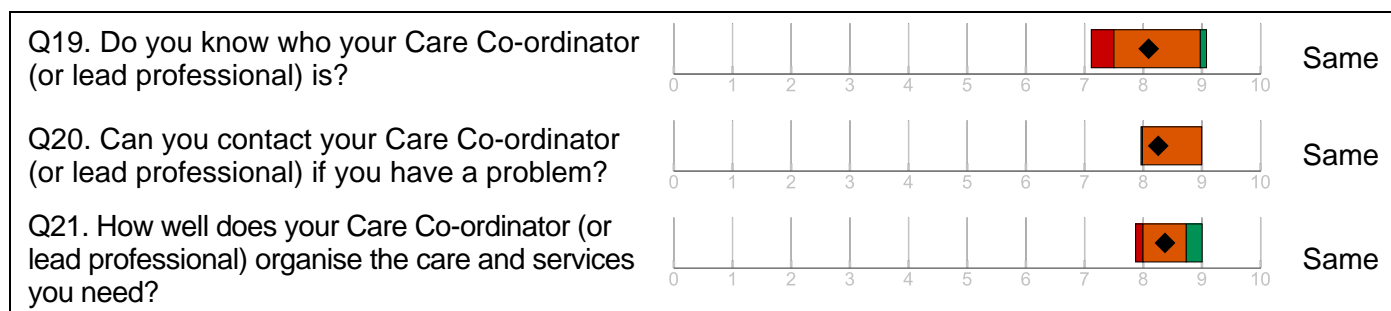 Q19. Do you know who your Care Co-ordinator
(or lead professional) is?
Same
0 1 2 3 4 5 6 7 8 9 10
Q20. Can you contact your Care Co-ordinator
(or lead professional) if you have a problem?
Same
0 1 2 3 4 5 6 7 8 9 10
Q21. How well does your Care Co-ordinator (or
lead professional) organise the care and services
you need?
Same
0 1 2 3 4 5 6 7 8 9 10